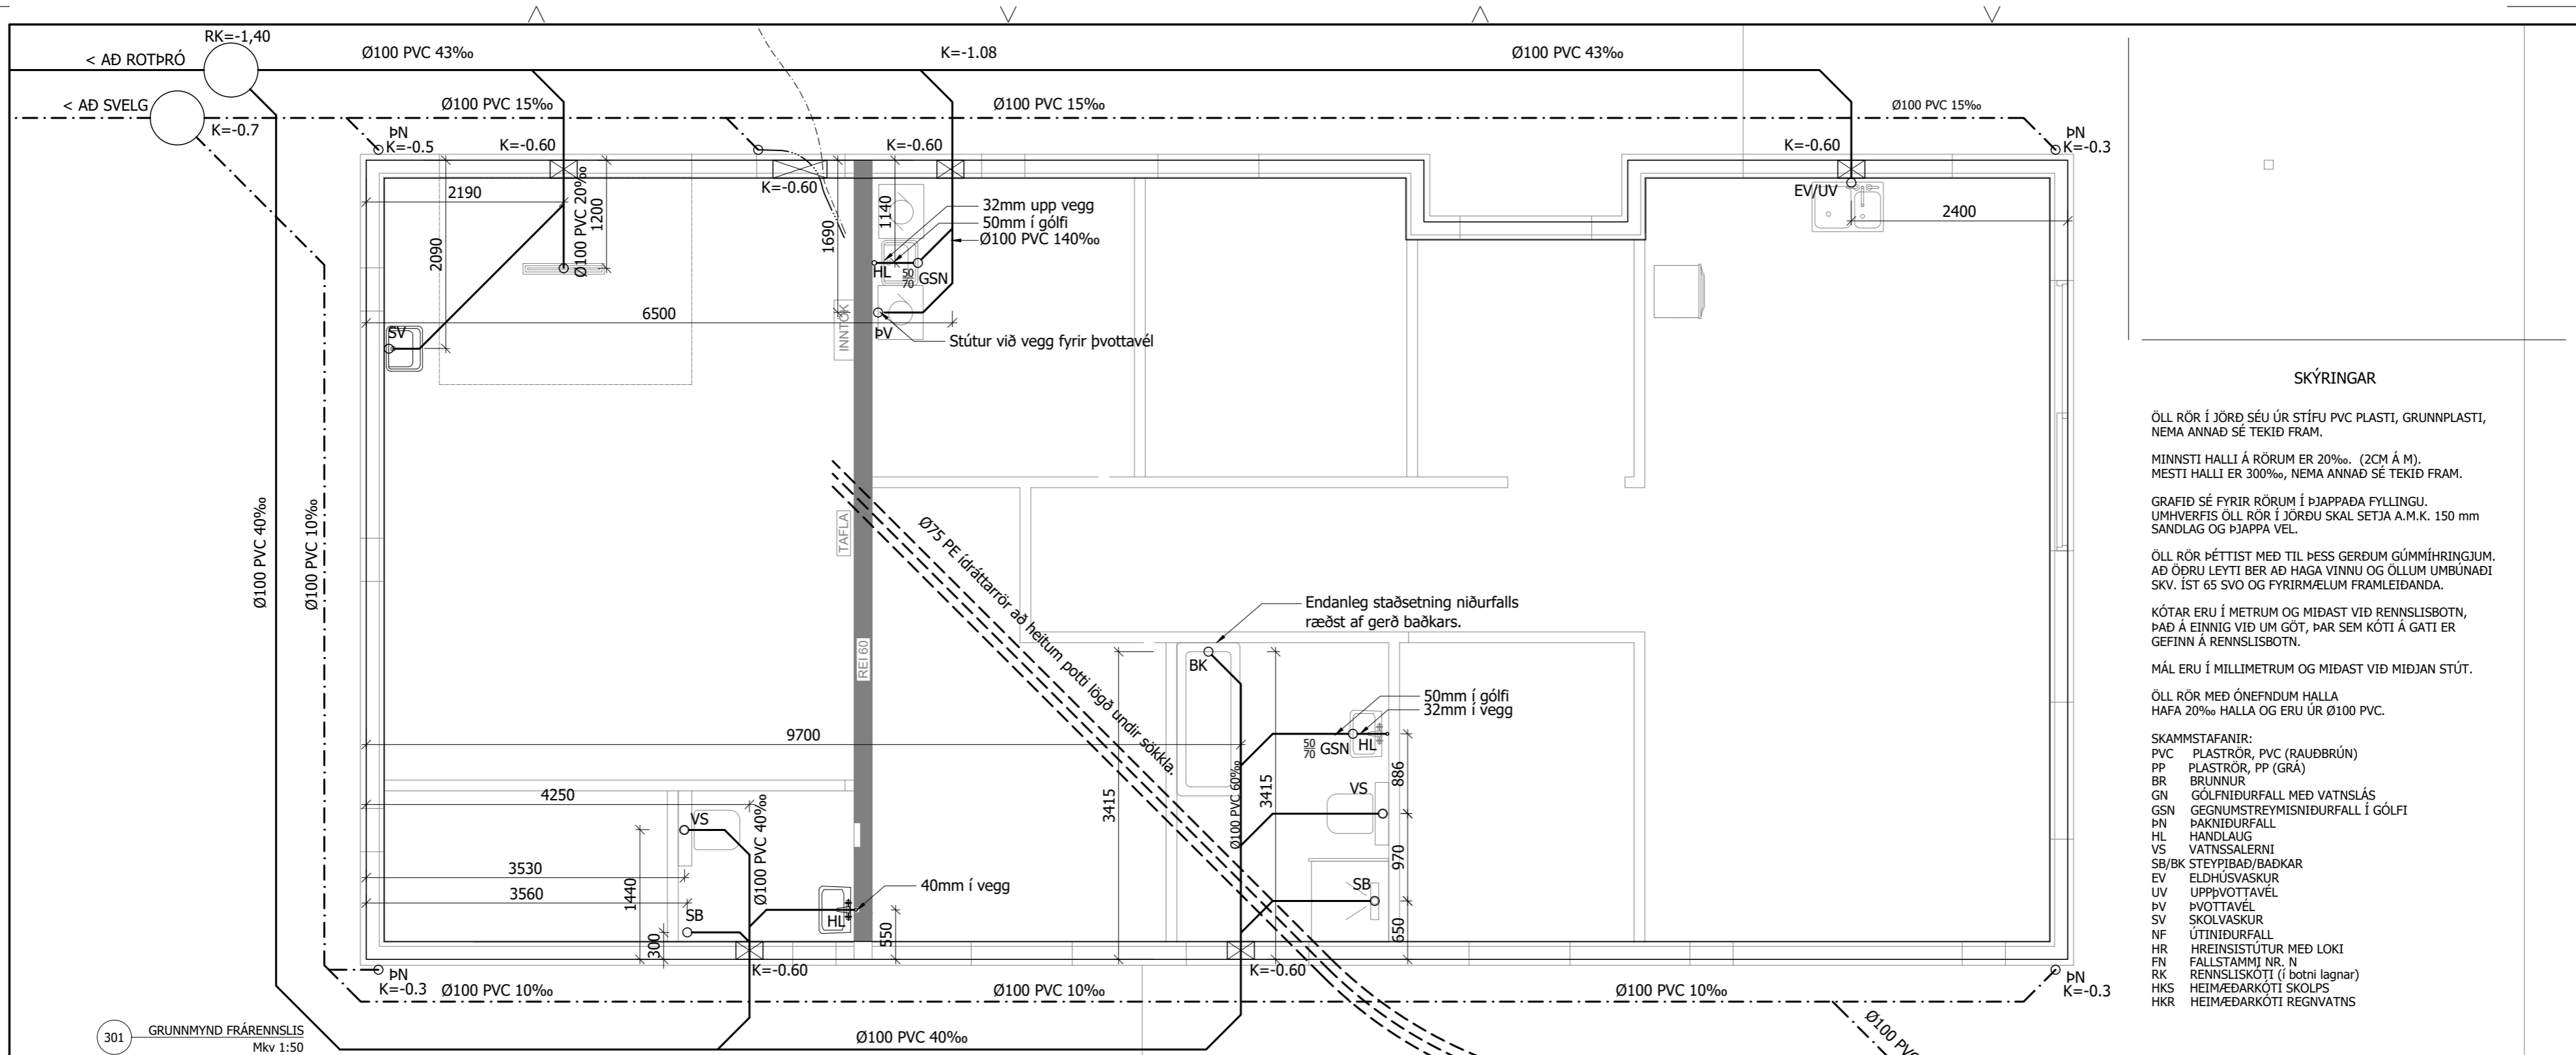 RK=-1,40
< AÐ ROTÞRÓ
Ø100 PVC 43‰
K=-1.08
Ø100 PVC 43‰
< AÐ SVELG
K=-0.7
Ø100 PVC 15‰
Ø100 PVC 15‰
Ø100 PVC 15‰
ÞN
K=-0.5
K=-0.60
K=-0.60
K=-0.60
K=-0.60
ÞN
K=-0.3
2190
2090
Ø100 PVC 20‰
1200
1690
1140
32mm upp vegg
50mm í gólfi
Ø100 PVC 140‰
HL
50
70
GSN
EV/UV
2400
6500
SV
INNTÖK
ÞV
Stútur við vegg fyrir þvottavél
Ø100 PVC 40‰
Ø100 PVC 10‰
TAFLA
REI 60
Ø75 PE ídráttarrör að heitum potti lögð undir sökkla.
Endanleg staðsetning niðurfalls
ræðst af gerð baðkars.
BK
50mm í gólfi
32mm í vegg
50
70
GSN
HL
9700
3415
Ø100 PVC 60‰
3415
886
VS
970
SB
650
4250
VS
Ø100 PVC 40‰
3530
3560
1440
SB
300
HL
40mm í vegg
550
K=-0.60
K=-0.60
ÞN
K=-0.3
Ø100 PVC 10‰
Ø100 PVC 10‰
Ø100 PVC 10‰
ÞN
K=-0.3
Ø100 PVC 40‰
Ø100 PVC
301
GRUNNMYND FRÁRENNSLIS
Mkv 1:50
SKÝRINGAR
ÖLL RÖR Í JÖRÐ SÉU ÚR STÍFU PVC PLASTI, GRUNNPLASTI,
NEMA ANNAÐ SÉ TEKIÐ FRAM.
MINNSTI HALLI Á RÖRUM ER 20‰. (2CM Á M).
MESTI HALLI ER 300‰, NEMA ANNAÐ SÉ TEKIÐ FRAM.
GRAFIÐ SÉ FYRIR RÖRUM Í ÞJAPPAÐA FYLLINGU.
UMHVERFIS ÖLL RÖR Í JÖRÐU SKAL SETJA A.M.K. 150 mm
SANDLAG OG ÞJAPPA VEL.
ÖLL RÖR ÞÉTTIST MEÐ TIL ÞESS GERÐUM GÚMMÍHRINGJUM.
AÐ ÖÐRU LEYTI BER AÐ HAGA VINNU OG ÖLLUM UMBÚNAÐI
SKV. ÍST 65 SVO OG FYRIRMÆLUM FRAMLEIÐANDA.
KÓTAR ERU Í METRUM OG MIÐAST VIÐ RENNSLISBOTN,
ÞAÐ Á EINNIG VIÐ UM GÖT, ÞAR SEM KÓTI Á GATI ER
GEFINN Á RENNSLISBOTN.
MÁL ERU Í MILLIMETRUM OG MIÐAST VIÐ MIÐJAN STÚT.
ÖLL RÖR MEÐ ÓNEFNDUM HALLA
HAFA 20‰ HALLA OG ERU ÚR Ø100 PVC.
SKAMMSTAFANIR:
PVC PLASTRÖR, PVC (RAUÐBRÚN)
PP PLASTRÖR, PP (GRÁ)
BR BRUNNUR
GN GÓLFNIÐURFALL MEÐ VATNSLÁS
GSN GEGNUMSTREYMISNIÐURFALL Í GÓLFI
ÞN ÞAKNIÐURFALL
HL HANDLAUG
VS VATNSSALERNI
SB/BK STEYPIBAÐ/BAÐKAR
EV ELDHÚSVASKUR
UV UPPÞVOTTAVÉL
ÞV ÞVOTTAVÉL
SV SKOLVASKUR
NF ÚTINIÐURFALL
HR HREINSISTÚTUR MEÐ LOKI
FN FALLSTAMMI NR. N
RK RENNSLISKÓTI (í botni lagnar)
HKS HEIMÆÐARKÓTI SKOLPS
HKR HEIMÆÐARKÓTI REGNVATNS